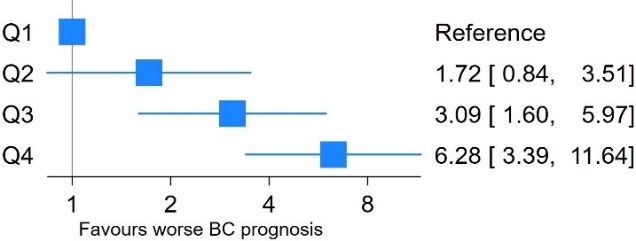 Q1 Reference
Q2 1.72 [ 0.84, 3.51]
Q3 3.09 [ 1.60, 5.97]
Q4 6.28 [ 3.39, 11.64]
1 2 4 8
Favours worse BC prognosis